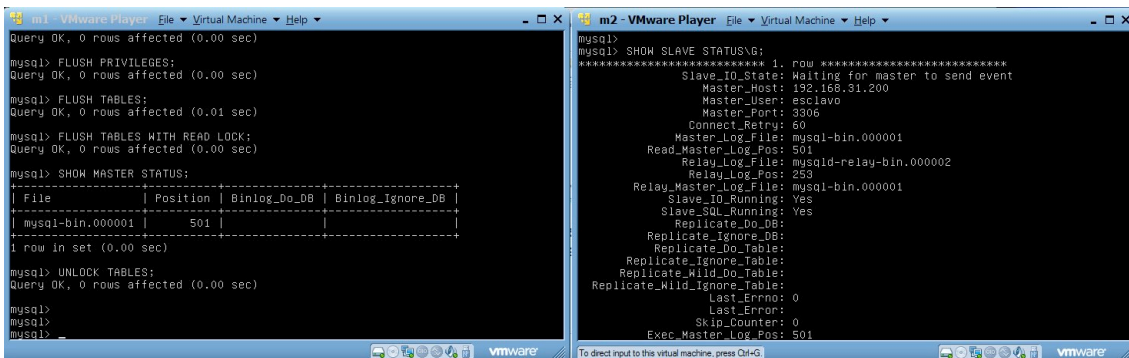 m1 - VMware Player File ▼ Virtual Machine ▼ Help ▼
Query OK, 0 rows affected (0.00 sec)
mysql> FLUSH PRIVILEGES;
Query OK, 0 rows affected (0.00 sec)
mysql> FLUSH TABLES;
Query OK, 0 rows affected (0.01 sec)
mysql> FLUSH TABLES WITH READ LOCK;
Query OK, 0 rows affected (0.00 sec)
mysql> SHOW MASTER STATUS;
+------------------+----------+--------------+------------------+
| File | Position | Binlog_Do_DB | Binlog_Ignore_DB |
+------------------+----------+--------------+------------------+
| mysql-bin.000001 | 501 | | |
+------------------+----------+--------------+------------------+
1 row in set (0.00 sec)
mysql> UNLOCK TABLES;
Query OK, 0 rows affected (0.00 sec)
mysql>
mysql>
mysql> _
vmware
m2 - VMware Player File ▼ Virtual Machine ▼ Help ▼
mysql>
mysql> SHOW SLAVE STATUS\G;
*************************** 1. row ***************************
Slave_IO_State: Waiting for master to send event
Master_Host: 192.168.31.200
Master_User: esclavo
Master_Port: 3306
Connect_Retry: 60
Master_Log_File: mysql-bin.000001
Read_Master_Log_Pos: 501
Relay_Log_File: mysqld-relay-bin.000002
Relay_Log_Pos: 253
Relay_Master_Log_File: mysql-bin.000001
Slave_IO_Running: Yes
Slave_SQL_Running: Yes
Replicate_Do_DB:
Replicate_Ignore_DB:
Replicate_Do_Table:
Replicate_Ignore_Table:
Replicate_Wild_Do_Table:
Replicate_Wild_Ignore_Table:
Last_Errno: 0
Last_Error:
Skip_Counter: 0
Exec_Master_Log_Pos: 501
To direct input to this virtual machine, press Ctrl+G.
vmware